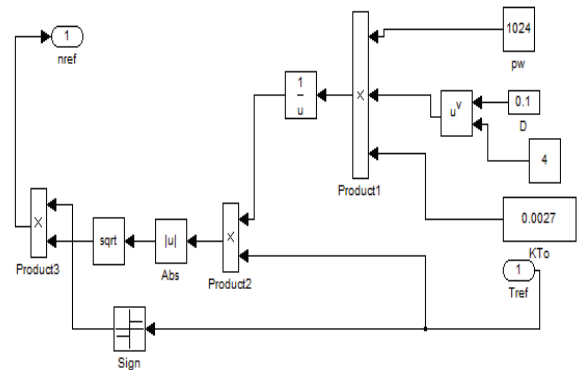 1
nref
1024
pw
1
u
×
u^v
0.1
D
4
Product1
0.0027
KTo
×
Product3
sqrt
|u|
Abs
×
Product2
1
Tref
Sign